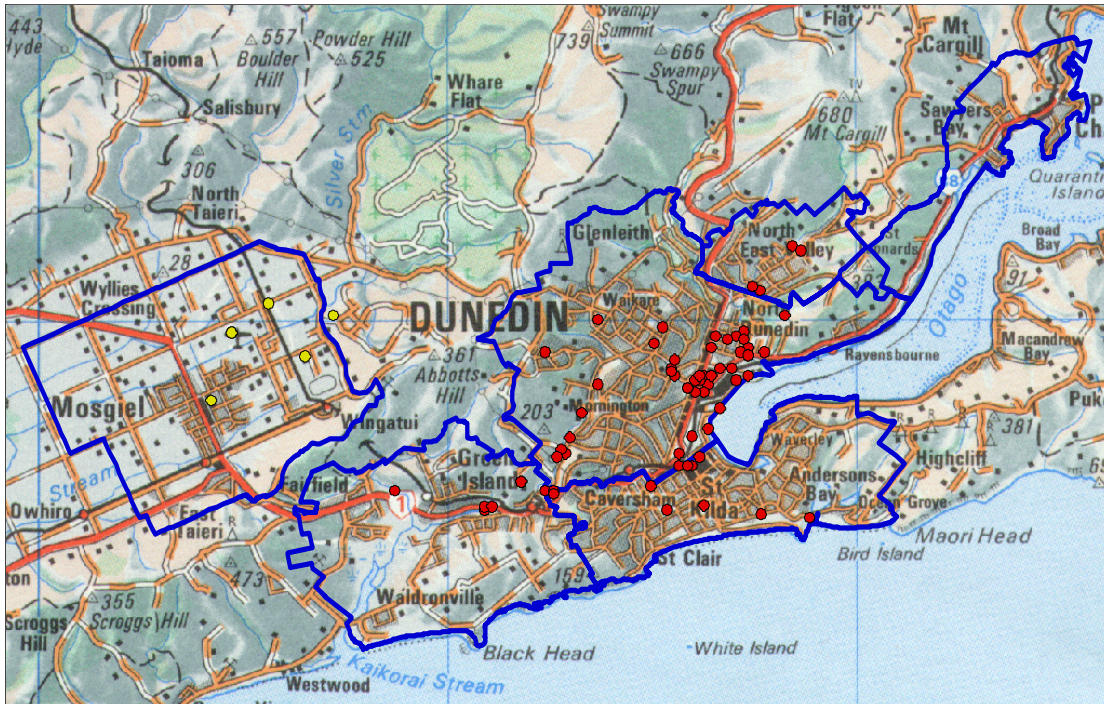 443
Hyde
Taioma
557
Boulder
Hill
Powder Hill
525
739
Swampy
Summit
666
Swampy
Spur
Flat
Mt
Cargill
Whare
Flat
Salisbury
TV
680
Mt Cargill
Sawyers
Bay
306
Silver Stm
North
Taieri
88
Quarantine
Island
Glenleith
R
North
East Valley
Broad
Bay
28
91
Wyllies
Crossing
DUNEDIN
Waikare
North
Dunedin
Otago
Macandrew
Bay
Ravensbourne
361
Abbotts
Hill
Mosgiel
203
Mornington
R
R
381
Wingatui
Waverley
Highcliff
Green
Island
Stream
Fairfield
Andersons
Bay
Caversham
St
Kilda
Ocean Grove
Owhiro
1
East
Taieri
R
Maori Head
Bird Island
St Clair
473
159
Waldronville
355
Scroggs Hill
Scroggs
Hill
Black Head
White Island
Kaikorai Stream
Westwood